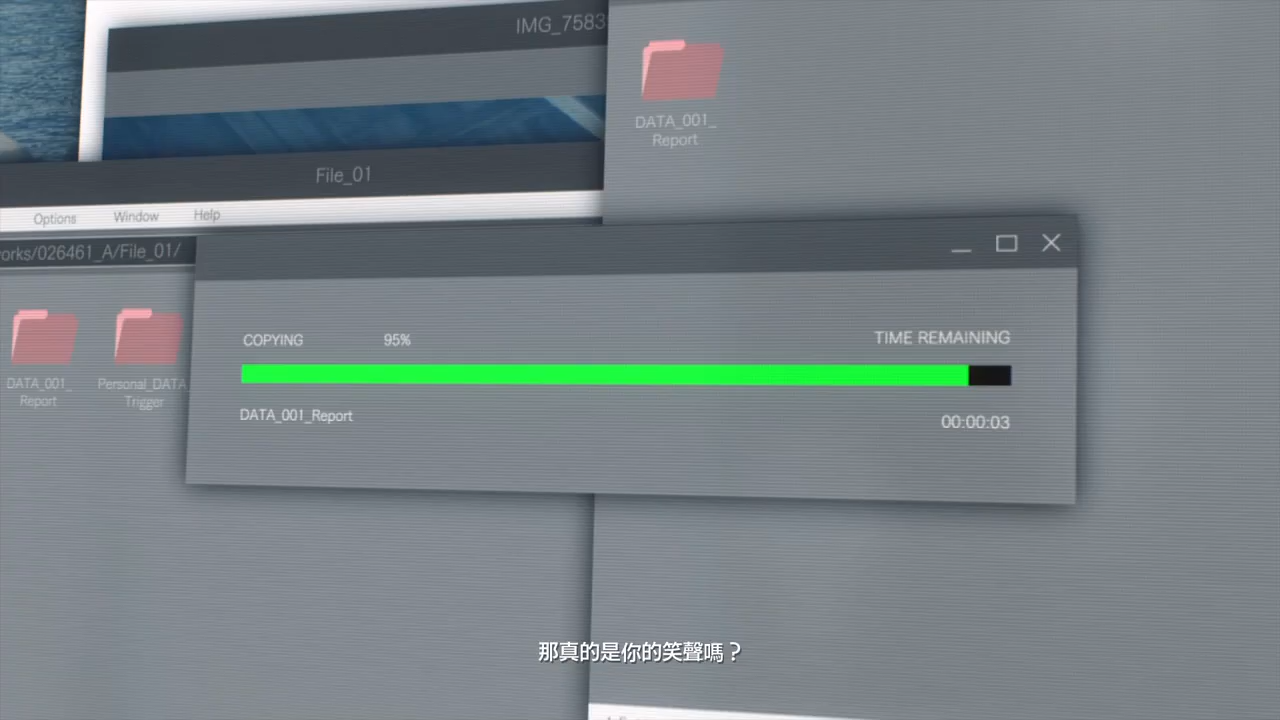 IMG_7583
DATA_001_
Report
File_01
Options
Window
Help
orks/026461_A/File_01/
COPYING
95%
TIME REMAINING
DATA_001_Report
00:00:03
DATA_001_
Report
Personal_DATA
Trigger
那真的是你的笑聲嗎？